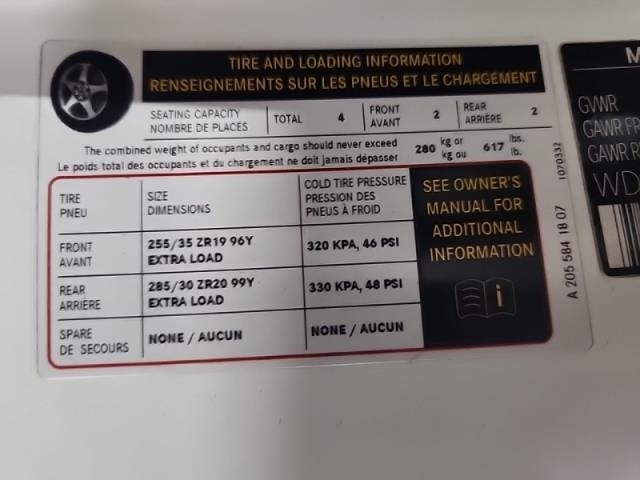 TIRE AND LOADING INFORMATION
RENSEIGNEMENTS SUR LES PNEUS ET LE CHARGEMENT
SEATING CAPACITY
NOMBRE DE PLACES
TOTAL 4
FRONT
AVANT
2
REAR
ARRIÈRE
2
The combined weight of occupants and cargo should never exceed
Le poids total des occupants et du chargement ne doit jamais dépasser
280 kg or
kg ou
617 lbs.
lb.
TIRE
PNEU
SIZE
DIMENSIONS
COLD TIRE PRESSURE
PRESSION DES
PNEUS À FROID
FRONT
AVANT
255/35 ZR19 96Y
EXTRA LOAD
320 KPA, 46 PSI
REAR
ARRIÈRE
285/30 ZR20 99Y
EXTRA LOAD
330 KPA, 48 PSI
SPARE
DE SECOURS
NONE / AUCUN
NONE / AUCUN
SEE OWNER'S
MANUAL FOR
ADDITIONAL
INFORMATION
i
A 205 584 18 07
1070332
M
GVWR
GAWR FR
GAWR R
WD